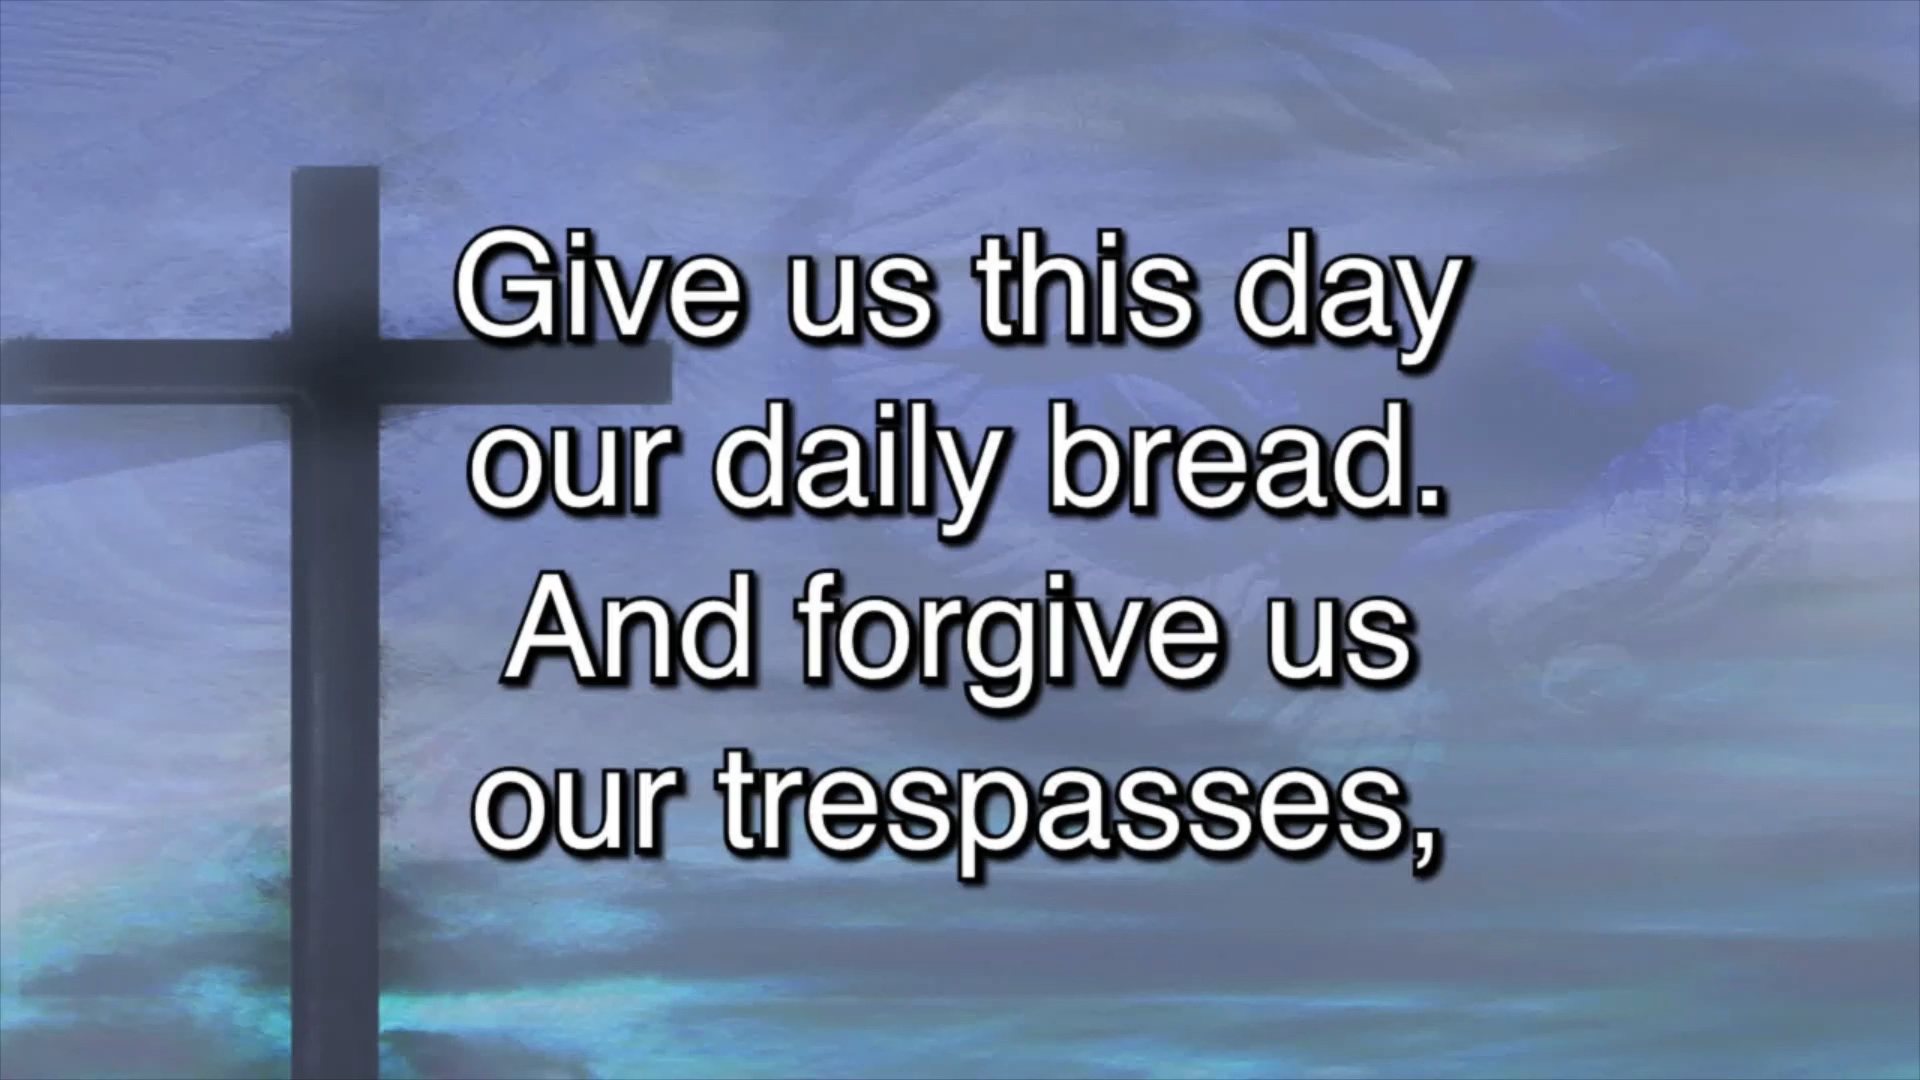 Give us this day
our daily bread.
And forgive us
our trespasses,